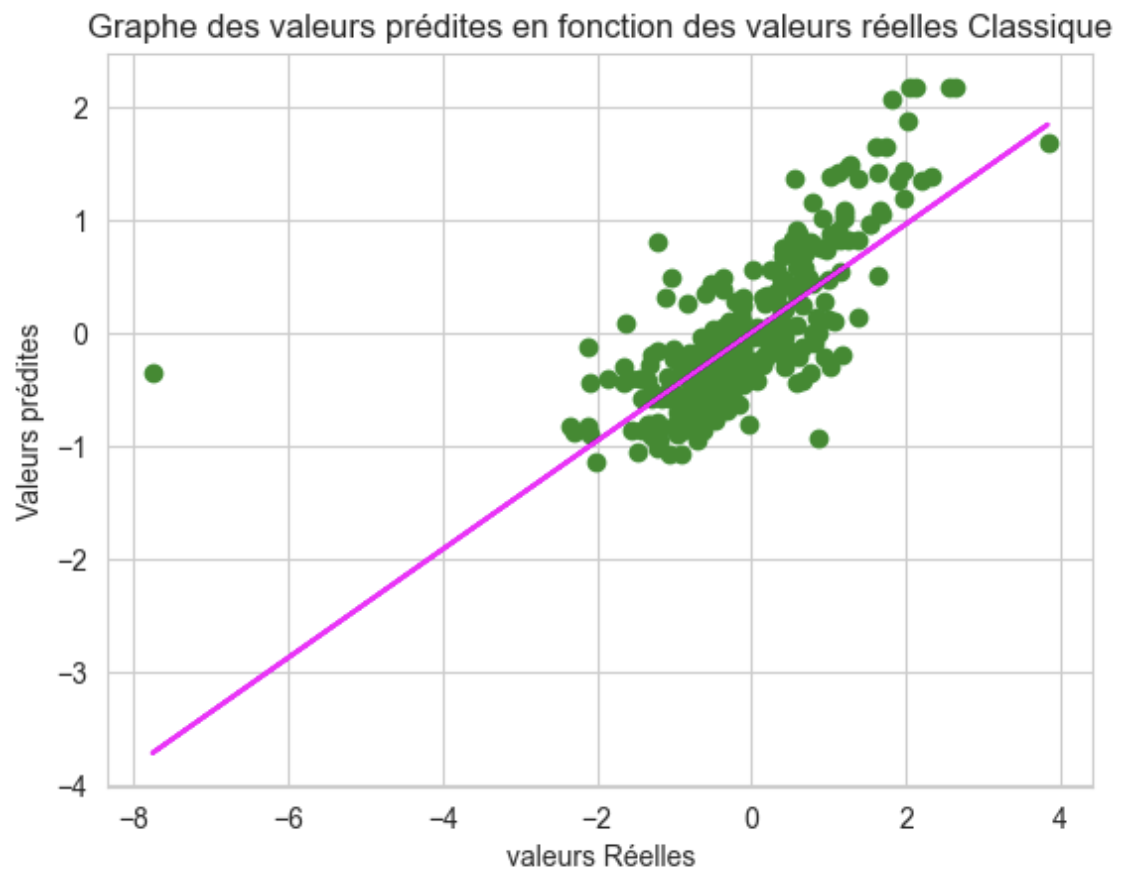 Graphe des valeurs prédites en fonction des valeurs réelles Classique
2
1
0
−1
−2
−3
−4
Valeurs prédites
−8 −6 −4 −2 0 2 4
valeurs Réelles